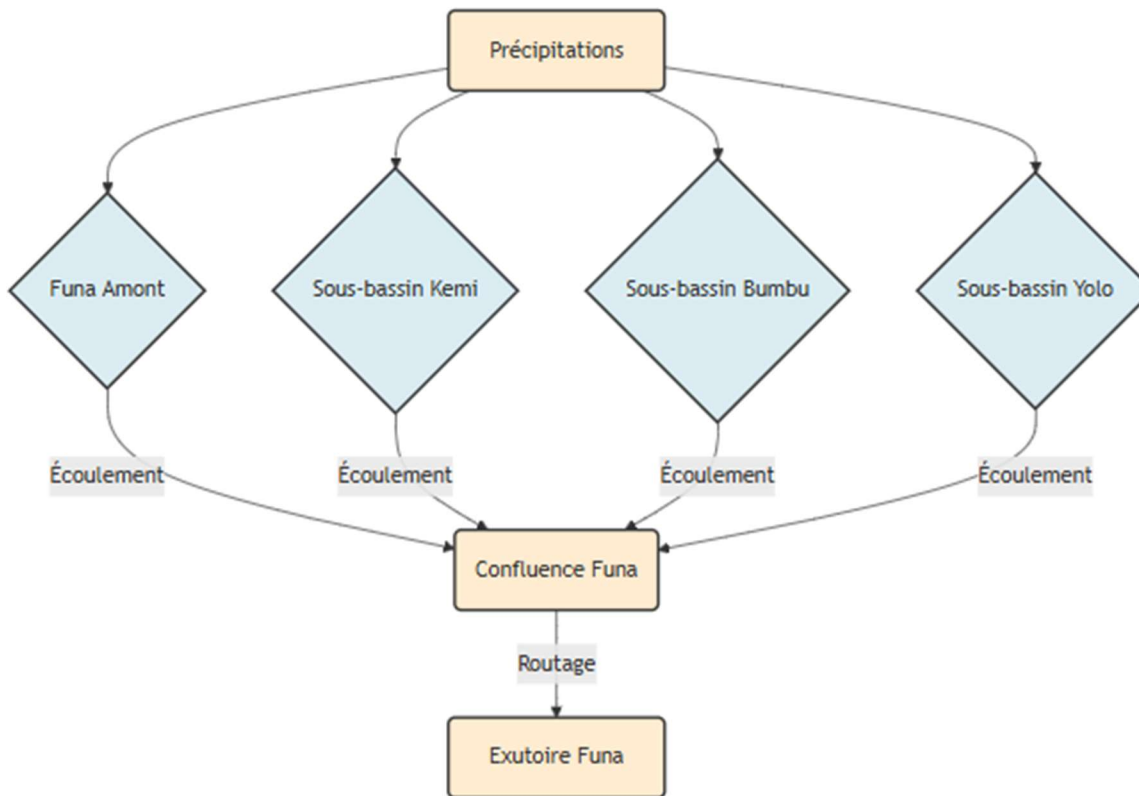 Précipitations
Funa Amont
Sous-bassin Kemi
Sous-bassin Bumbu
Sous-bassin Yolo
Écoulement
Écoulement
Écoulement
Écoulement
Confluence Funa
Routage
Exutoire Funa